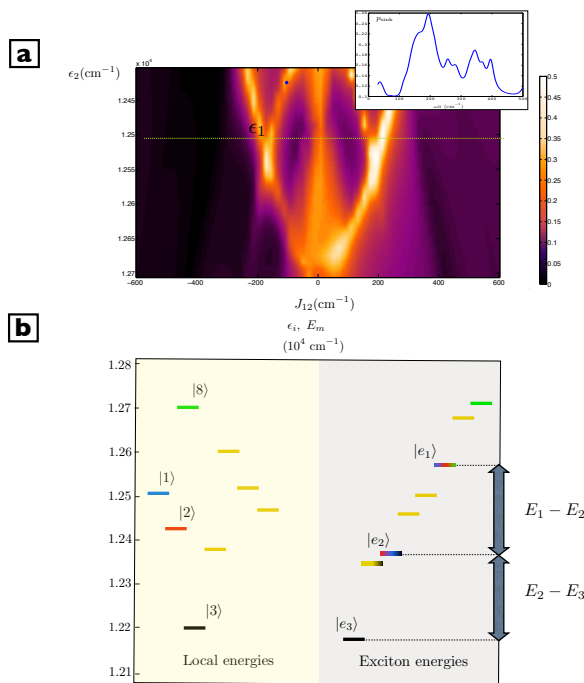 a
ϵ₂(cm⁻¹)
× 10⁴
1.245
1.25
1.255
1.26
1.265
1.27
−600 −400 −200 0 200 400 600
J₁₂(cm⁻¹)
ϵ₁
0.5
0.45
0.4
0.35
0.3
0.25
0.2
0.15
0.1
0.05
0
b
ϵᵢ, Eₘ
(10⁴ cm⁻¹)
1.28
1.27
1.26
1.25
1.24
1.23
1.22
1.21
|8⟩
|1⟩
|2⟩
|3⟩
|e₁⟩
|e₂⟩
|e₃⟩
E₁ − E₂
E₂ − E₃
Local energies
Exciton energies